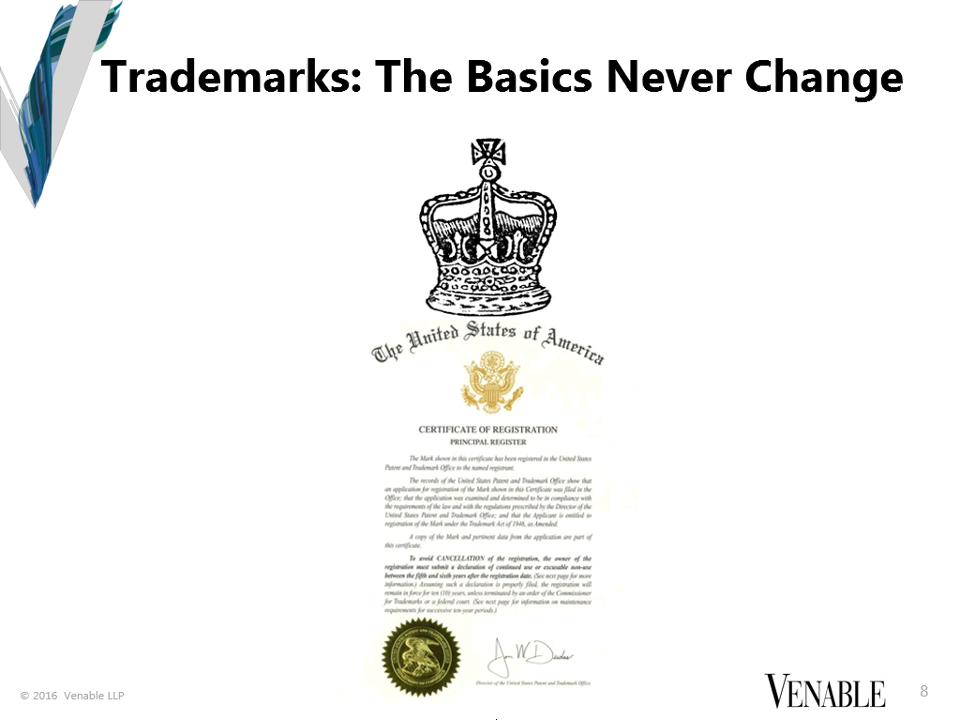 Trademarks: The Basics Never Change
The United States of America
CERTIFICATE OF REGISTRATION
PRINCIPAL REGISTER
The Mark shown in this certificate has been registered in the United States
Patent and Trademark Office to the named registrant.
The records of the United States Patent and Trademark Office show that
an application for registration of the Mark shown in this Certificate was filed in the
Office; that the application was examined and determined to be in compliance with
the requirements of the law and with the regulations prescribed by the Director of the
United States Patent and Trademark Office; and that the Applicant is entitled to
registration of the Mark under the Trademark Act of 1946, as Amended.
A copy of the Mark and pertinent data from the application are part of
this certificate.
To avoid CANCELLATION of the registration, the owner of the
registration must submit a declaration of continued use or excusable non-use
between the fifth and sixth years after the registration date. (See next page for more
information.) Assuming such a declaration is properly filed, the registration will
remain in force for ten (10) years, unless terminated by an order of the Commissioner
for Trademarks or a federal court. (See next page for information on maintenance
requirements for successive ten-year periods.)
Director of the United States Patent and Trademark Office
© 2016 Venable LLP
VENABLE LLP
8